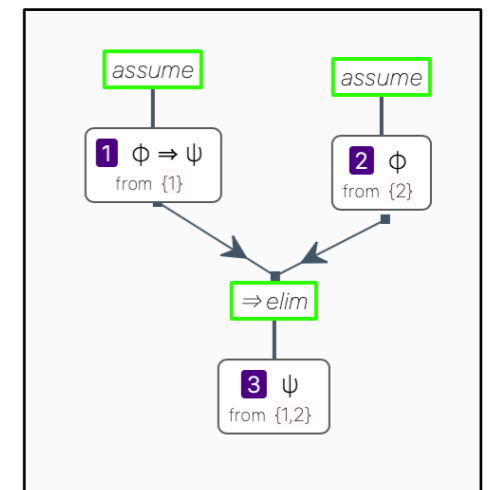 assume
assume
1 ϕ ⇒ ψ
from {1}
2 ϕ
from {2}
⇒ elim
3 ψ
from {1,2}